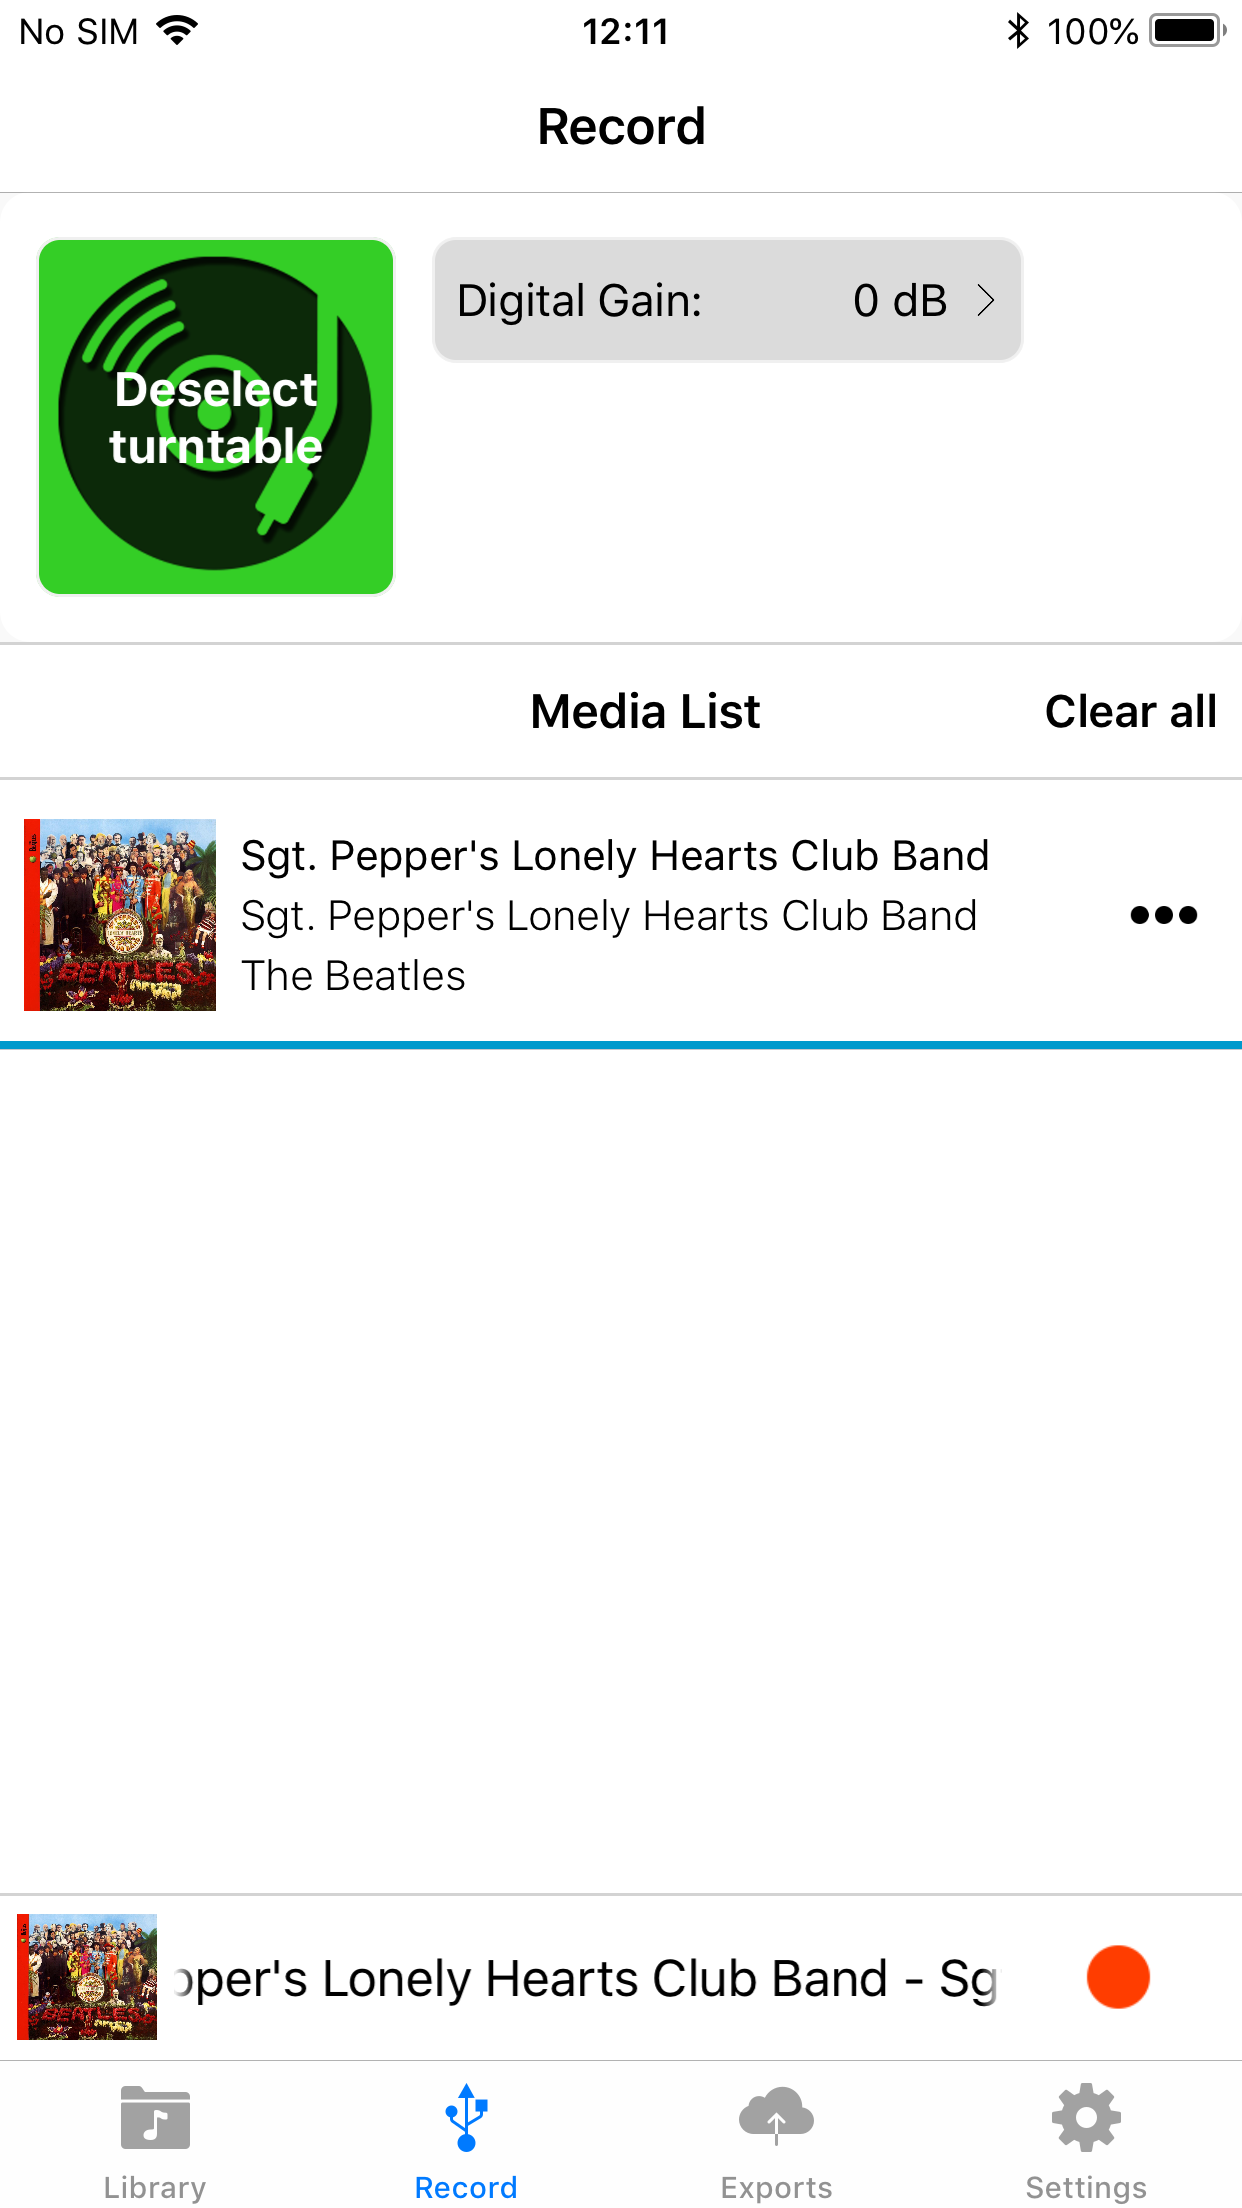 No SIM 12:11 100%
Record
Deselect
turntable
Digital Gain: 0 dB
Media List Clear all
Sgt. Pepper's Lonely Hearts Club Band
Sgt. Pepper's Lonely Hearts Club Band
The Beatles
BEATLES
pper's Lonely Hearts Club Band - Sg
BEATLES
Library Record Exports Settings